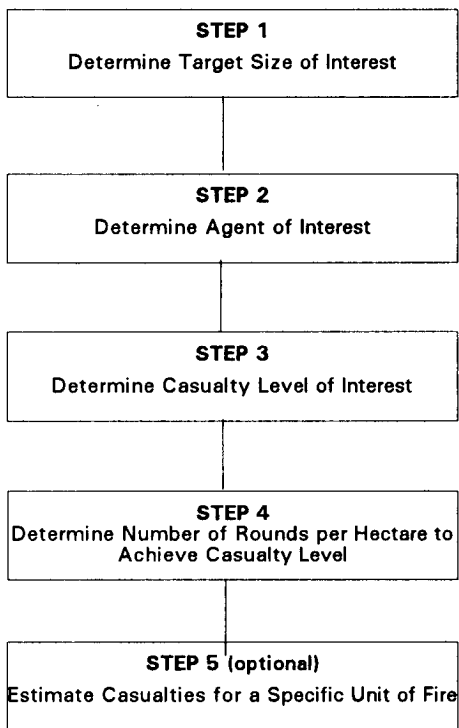 STEP 1
Determine Target Size of Interest
STEP 2
Determine Agent of Interest
STEP 3
Determine Casualty Level of Interest
STEP 4
Determine Number of Rounds per Hectare to
Achieve Casualty Level
STEP 5 (optional)
Estimate Casualties for a Specific Unit of Fire